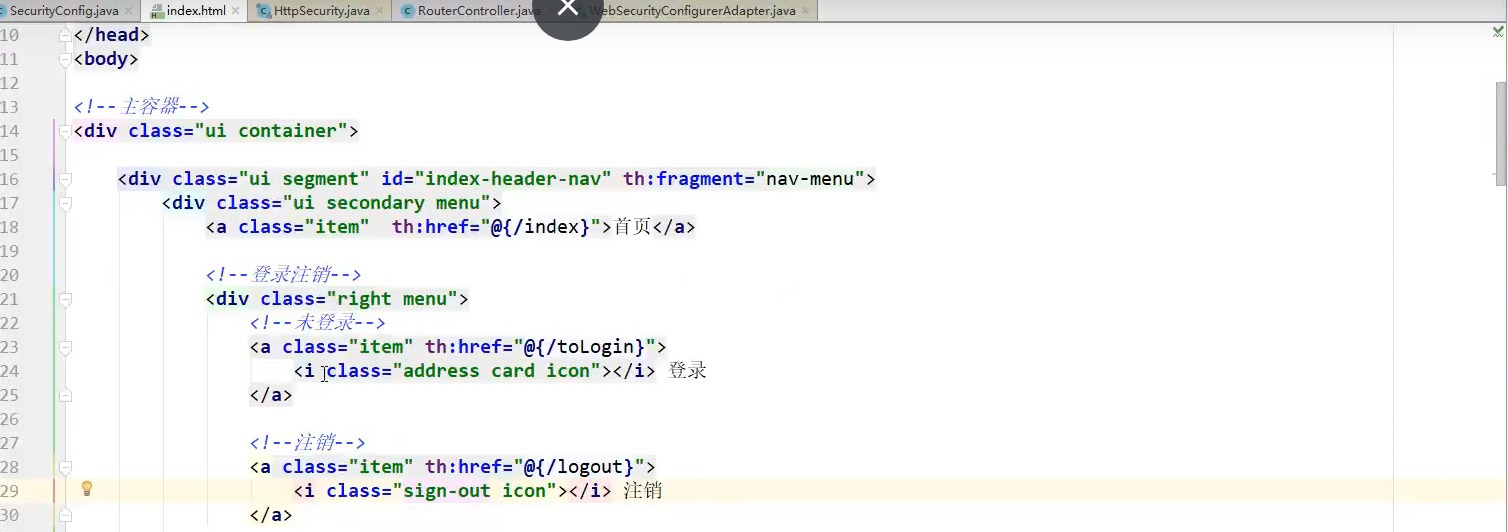 SecurityConfig.java index.html HttpSecurity.java RouterController.java WebSecurityConfigurerAdapter.java
10 </head>
11 <body>
12
13 <!--主容器-->
14 <div class="ui container">
15
16 <div class="ui segment" id="index-header-nav" th:fragment="nav-menu">
17 <div class="ui secondary menu">
18 <a class="item"  th:href="@{/index}">首页</a>
19
20 <!--登录注销-->
21 <div class="right menu">
22 <!--未登录-->
23 <a class="item" th:href="@{/toLogin}">
24 <i class="address card icon"></i> 登录
25 </a>
26
27 <!--注销-->
28 <a class="item" th:href="@{/logout}">
29 <i class="sign-out icon"></i> 注销
30 </a>